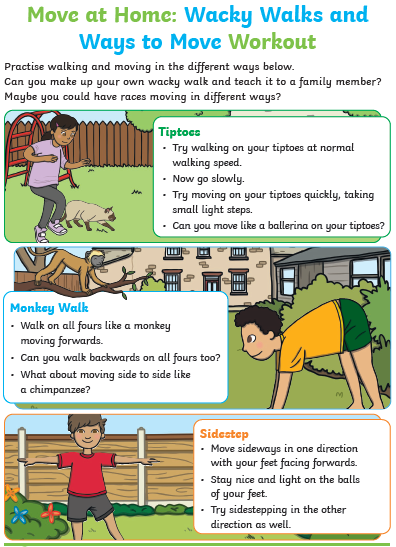 Move at Home: Wacky Walks and
Ways to Move Workout
Practise walking and moving in the different ways below.
Can you make up your own wacky walk and teach it to a family member?
Maybe you could have races moving in different ways?
Tiptoes
• Try walking on your tiptoes at normal
walking speed.
• Now go slowly.
• Try moving on your tiptoes quickly, taking
small light steps.
• Can you move like a ballerina on your tiptoes?
Monkey Walk
• Walk on all fours like a monkey
moving forwards.
• Can you walk backwards on all fours too?
• What about moving side to side like
a chimpanzee?
Sidestep
• Move sideways in one direction
with your feet facing forwards.
• Stay nice and light on the balls
of your feet.
• Try sidestepping in the other
direction as well.